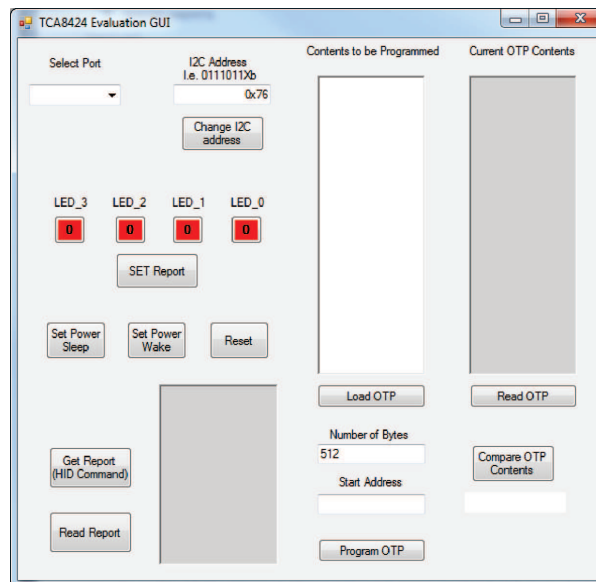 TCA8424 Evaluation GUI
Select Port
I2C Address
I.e. 0111011Xb
0x76
Change I2C
address
LED_3 LED_2 LED_1 LED_0
0 0 0 0
SET Report
Set Power
Sleep
Set Power
Wake
Reset
Get Report
(HID Command)
Read Report
Contents to be Programmed
Load OTP
Number of Bytes
512
Start Address
Program OTP
Current OTP Contents
Read OTP
Compare OTP
Contents